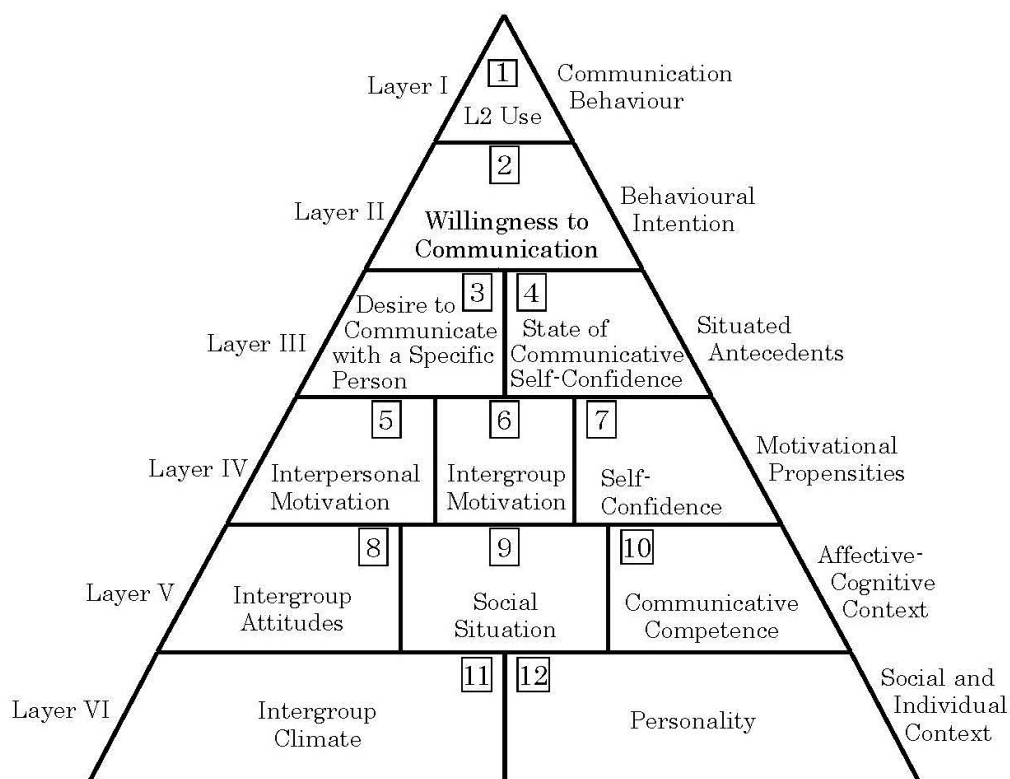 1
Layer I
L2 Use
Communication
Behaviour
2
Layer II
Willingness to
Communication
Behavioural
Intention
3
4
Layer III
Desire to
Communicate
with a Specific
Person
State of
Communicative
Self-Confidence
Situated
Antecedents
5
6
7
Layer IV
Interpersonal
Motivation
Intergroup
Motivation
Self-
Confidence
Motivational
Propensities
8
9
10
Layer V
Intergroup
Attitudes
Social
Situation
Communicative
Competence
Affective-
Cognitive
Context
11
12
Layer VI
Intergroup
Climate
Personality
Social and
Individual
Context